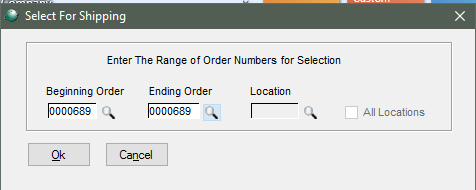 Custom
Select For Shipping
Enter The Range of Order Numbers for Selection
Beginning Order Ending Order Location
0000689 0000689 All Locations
Ok Cancel